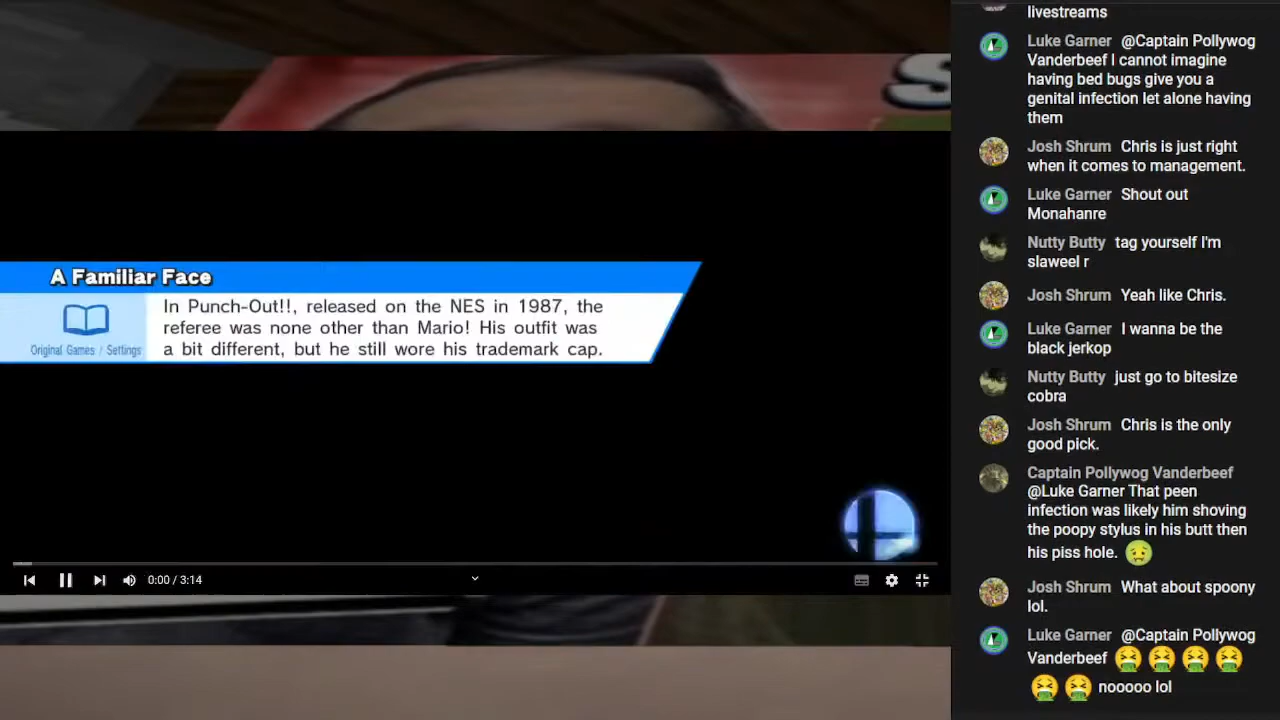 S
A Familiar Face
In Punch-Out!!, released on the NES in 1987, the
referee was none other than Mario! His outfit was
a bit different, but he still wore his trademark cap.
Original Games / Settings
0:00 / 3:14
livestreams
Luke Garner @Captain Pollywog
Vanderbeef I cannot imagine
having bed bugs give you a
genital infection let alone having
them
Josh Shrum Chris is just right
when it comes to management.
Luke Garner Shout out
Monahanre
Nutty Butty tag yourself I'm
slaweel r
Josh Shrum Yeah like Chris.
Luke Garner I wanna be the
black jerkop
Nutty Butty just go to bitesize
cobra
Josh Shrum Chris is the only
good pick.
Captain Pollywog Vanderbeef
@Luke Garner That peen
infection was likely him shoving
the poopy stylus in his butt then
his piss hole. 🤢
Josh Shrum What about spoony
lol.
Luke Garner @Captain Pollywog
Vanderbeef 🤮 🤮 🤮 🤮
🤮 🤮 nooooo lol